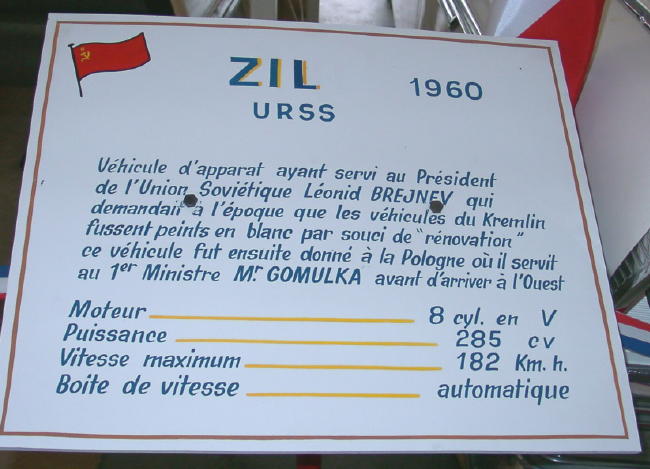 ZIL 1960
URSS
Véhicule d'apparat ayant servi au Président
de l'Union Soviétique Léonid BREJNEV qui
demandait à l'époque que les véhicules du Kremlin
fussent peints en blanc par souci de "rénovation"
ce véhicule fut ensuite donné à la Pologne où il servit
au 1er Ministre Mr GOMULKA avant d'arriver à l'Ouest
Moteur 8 cyl. en V
Puissance 285 cv
Vitesse maximum 182 Km. h.
Boite de vitesse automatique